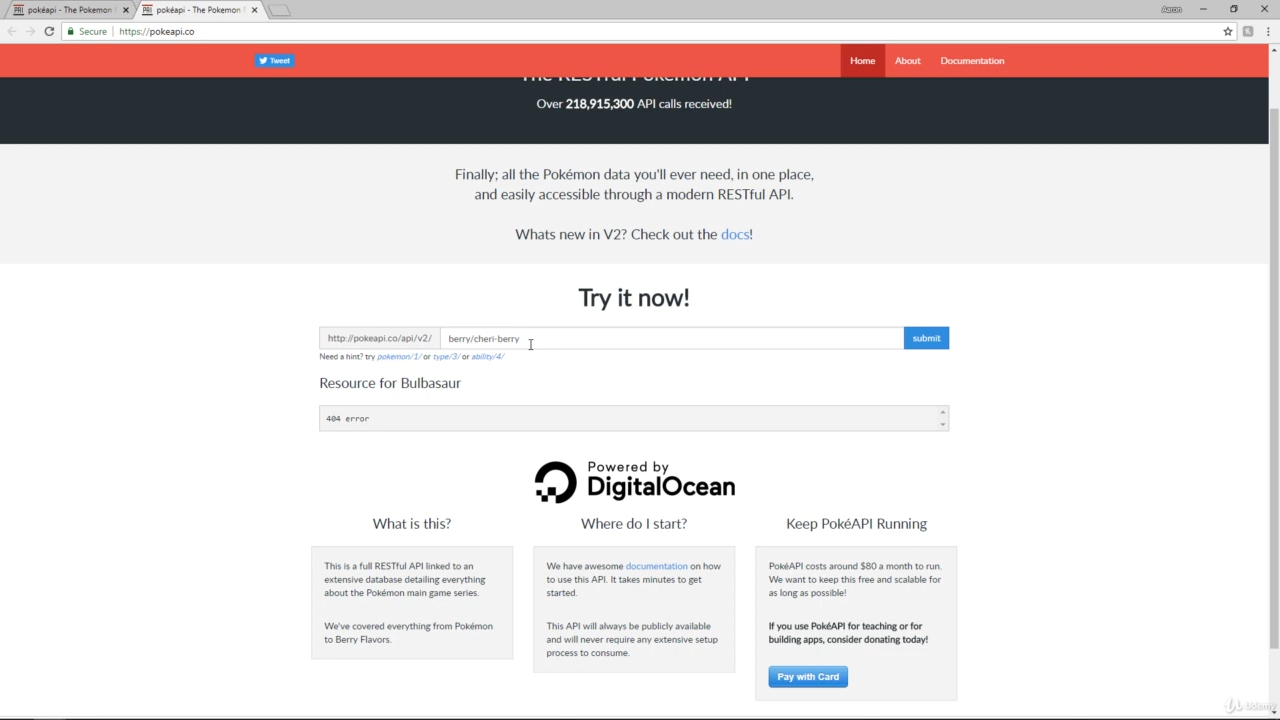 pokéapi - The Pokemon
pokéapi - The Pokemon
Aaron
Secure
https://pokeapi.co
Tweet
Home
About
Documentation
The RESTful Pokémon API
Over 218,915,300 API calls received!
Finally; all the Pokémon data you'll ever need, in one place,
and easily accessible through a modern RESTful API.
Whats new in V2? Check out the docs!
Try it now!
http://pokeapi.co/api/v2/
berry/cheri-berry
submit
Need a hint? try pokemon/1/ or type/3/ or ability/4/
Resource for Bulbasaur
404 error
Powered by
DigitalOcean
What is this?
This is a full RESTful API linked to an
extensive database detailing everything
about the Pokémon main game series.
We've covered everything from Pokémon
to Berry Flavors.
Where do I start?
We have awesome documentation on how
to use this API. It takes minutes to get
started.
This API will always be publicly available
and will never require any extensive setup
process to consume.
Keep PokéAPI Running
PokéAPI costs around $80 a month to run.
We want to keep this free and scalable for
as long as possible!
If you use PokéAPI for teaching or for
building apps, consider donating today!
Pay with Card
Udemy